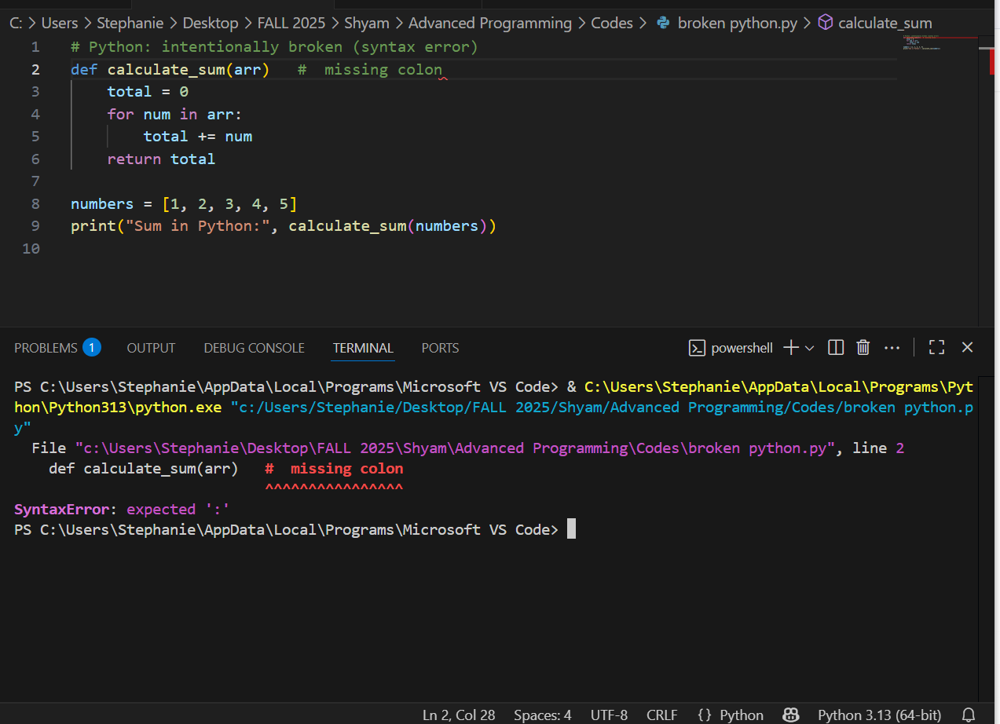 C: > Users > Stephanie > Desktop > FALL 2025 > Shyam > Advanced Programming > Codes > broken python.py > calculate_sum
1 # Python: intentionally broken (syntax error)
2 def calculate_sum(arr)   #  missing colon
3     total = 0
4     for num in arr:
5         total += num
6     return total
7
8 numbers = [1, 2, 3, 4, 5]
9 print("Sum in Python:", calculate_sum(numbers))
10
PROBLEMS 1 OUTPUT DEBUG CONSOLE TERMINAL PORTS powershell
PS C:\Users\Stephanie\AppData\Local\Programs\Microsoft VS Code> & C:\Users\Stephanie\AppData\Local\Programs\Pyt
hon\Python313\python.exe "c:/Users/Stephanie/Desktop/FALL 2025/Shyam/Advanced Programming/Codes/broken python.p
y"
  File "c:\Users\Stephanie\Desktop\FALL 2025\Shyam\Advanced Programming\Codes\broken python.py", line 2
    def calculate_sum(arr)   #  missing colon
                             ^^^^^^^^^^^^^^^^
SyntaxError: expected ':'
PS C:\Users\Stephanie\AppData\Local\Programs\Microsoft VS Code>
Ln 2, Col 28 Spaces: 4 UTF-8 CRLF {} Python Python 3.13 (64-bit)